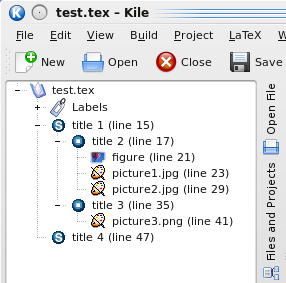 test.tex – Kile
File Edit View Build Project LaTeX
New Open Close Save
test.tex
Labels
title 1 (line 15)
title 2 (line 17)
figure (line 21)
picture1.jpg (line 23)
picture2.jpg (line 29)
title 3 (line 35)
picture3.png (line 41)
title 4 (line 47)
Open File
Files and Projects